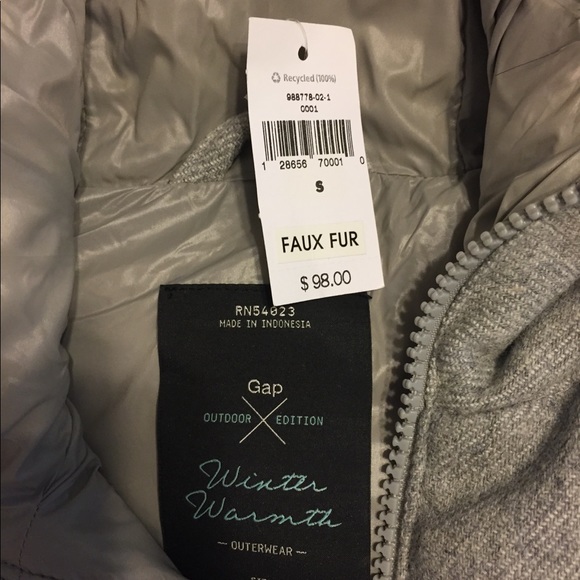 Recycled (100%)
988778-02-1
0001
1 28656 70001 0
S
FAUX FUR
$ 98.00
RN54023
MADE IN INDONESIA
Gap
OUTDOOR EDITION
Winter
Warmth
— OUTERWEAR —